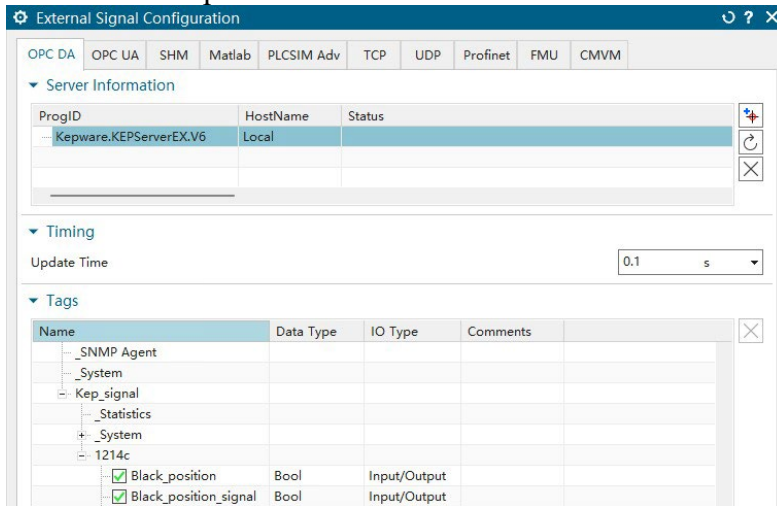 External Signal Configuration
OPC DA OPC UA SHM Matlab PLCSIM Adv TCP UDP Profinet FMU CMVM
Server Information
ProgID HostName Status
Kepware.KEPServerEX.V6 Local
Timing
Update Time 0.1 s
Tags
Name Data Type IO Type Comments
_SNMP Agent
_System
Kep_signal
_Statistics
_System
1214c
Black_position Bool Input/Output
Black_position_signal Bool Input/Output